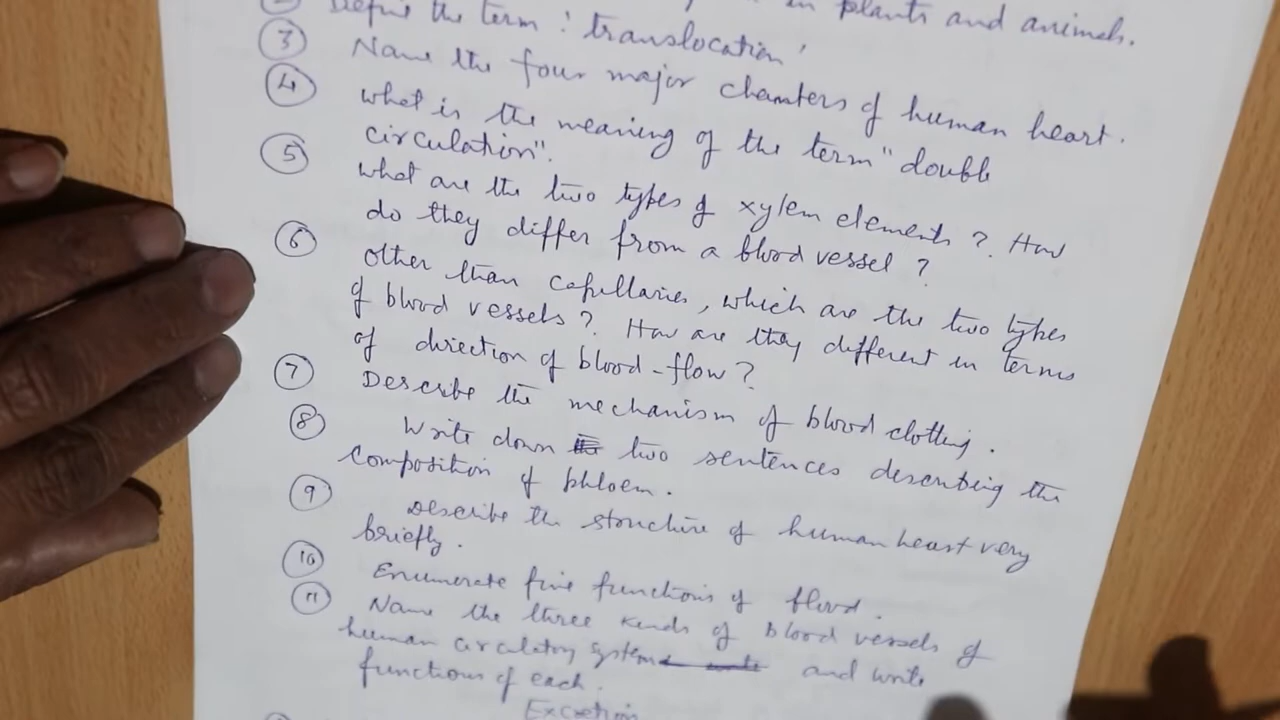 in plants and animals.
2 Define the term : 'translocation'
3 Name the four major chambers of human heart.
4 what is the meaning of the term "double
circulation".
5 what are the two types of xylem elements ? How
do they differ from a blood vessel ?
6 other than capillaries, which are the two types
of blood vessels ? How are they different in terms
of direction of blood-flow ?
7 Describe the mechanism of blood clotting.
8 Write down two sentences describing the
composition of phloem.
9 Describe the structure of human heart very
briefly.
10 Enumerate five functions of blood.
11 Name the three kinds of blood vessels of
human circulatory system and write
functions of each.
Excretion